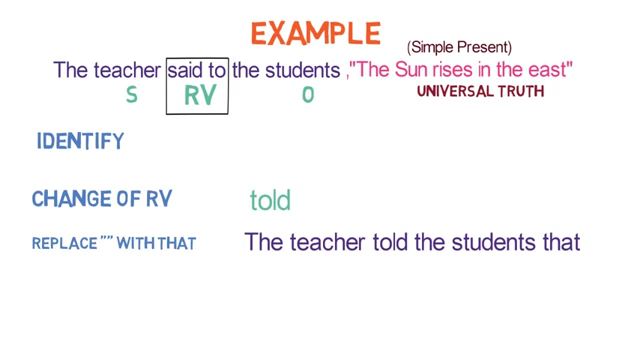 EXAMPLE
(Simple Present)
The teacher said to the students ,"The Sun rises in the east"
S RV O UNIVERSAL TRUTH
IDENTIFY
CHANGE OF RV told
REPLACE "" WITH THAT The teacher told the students that